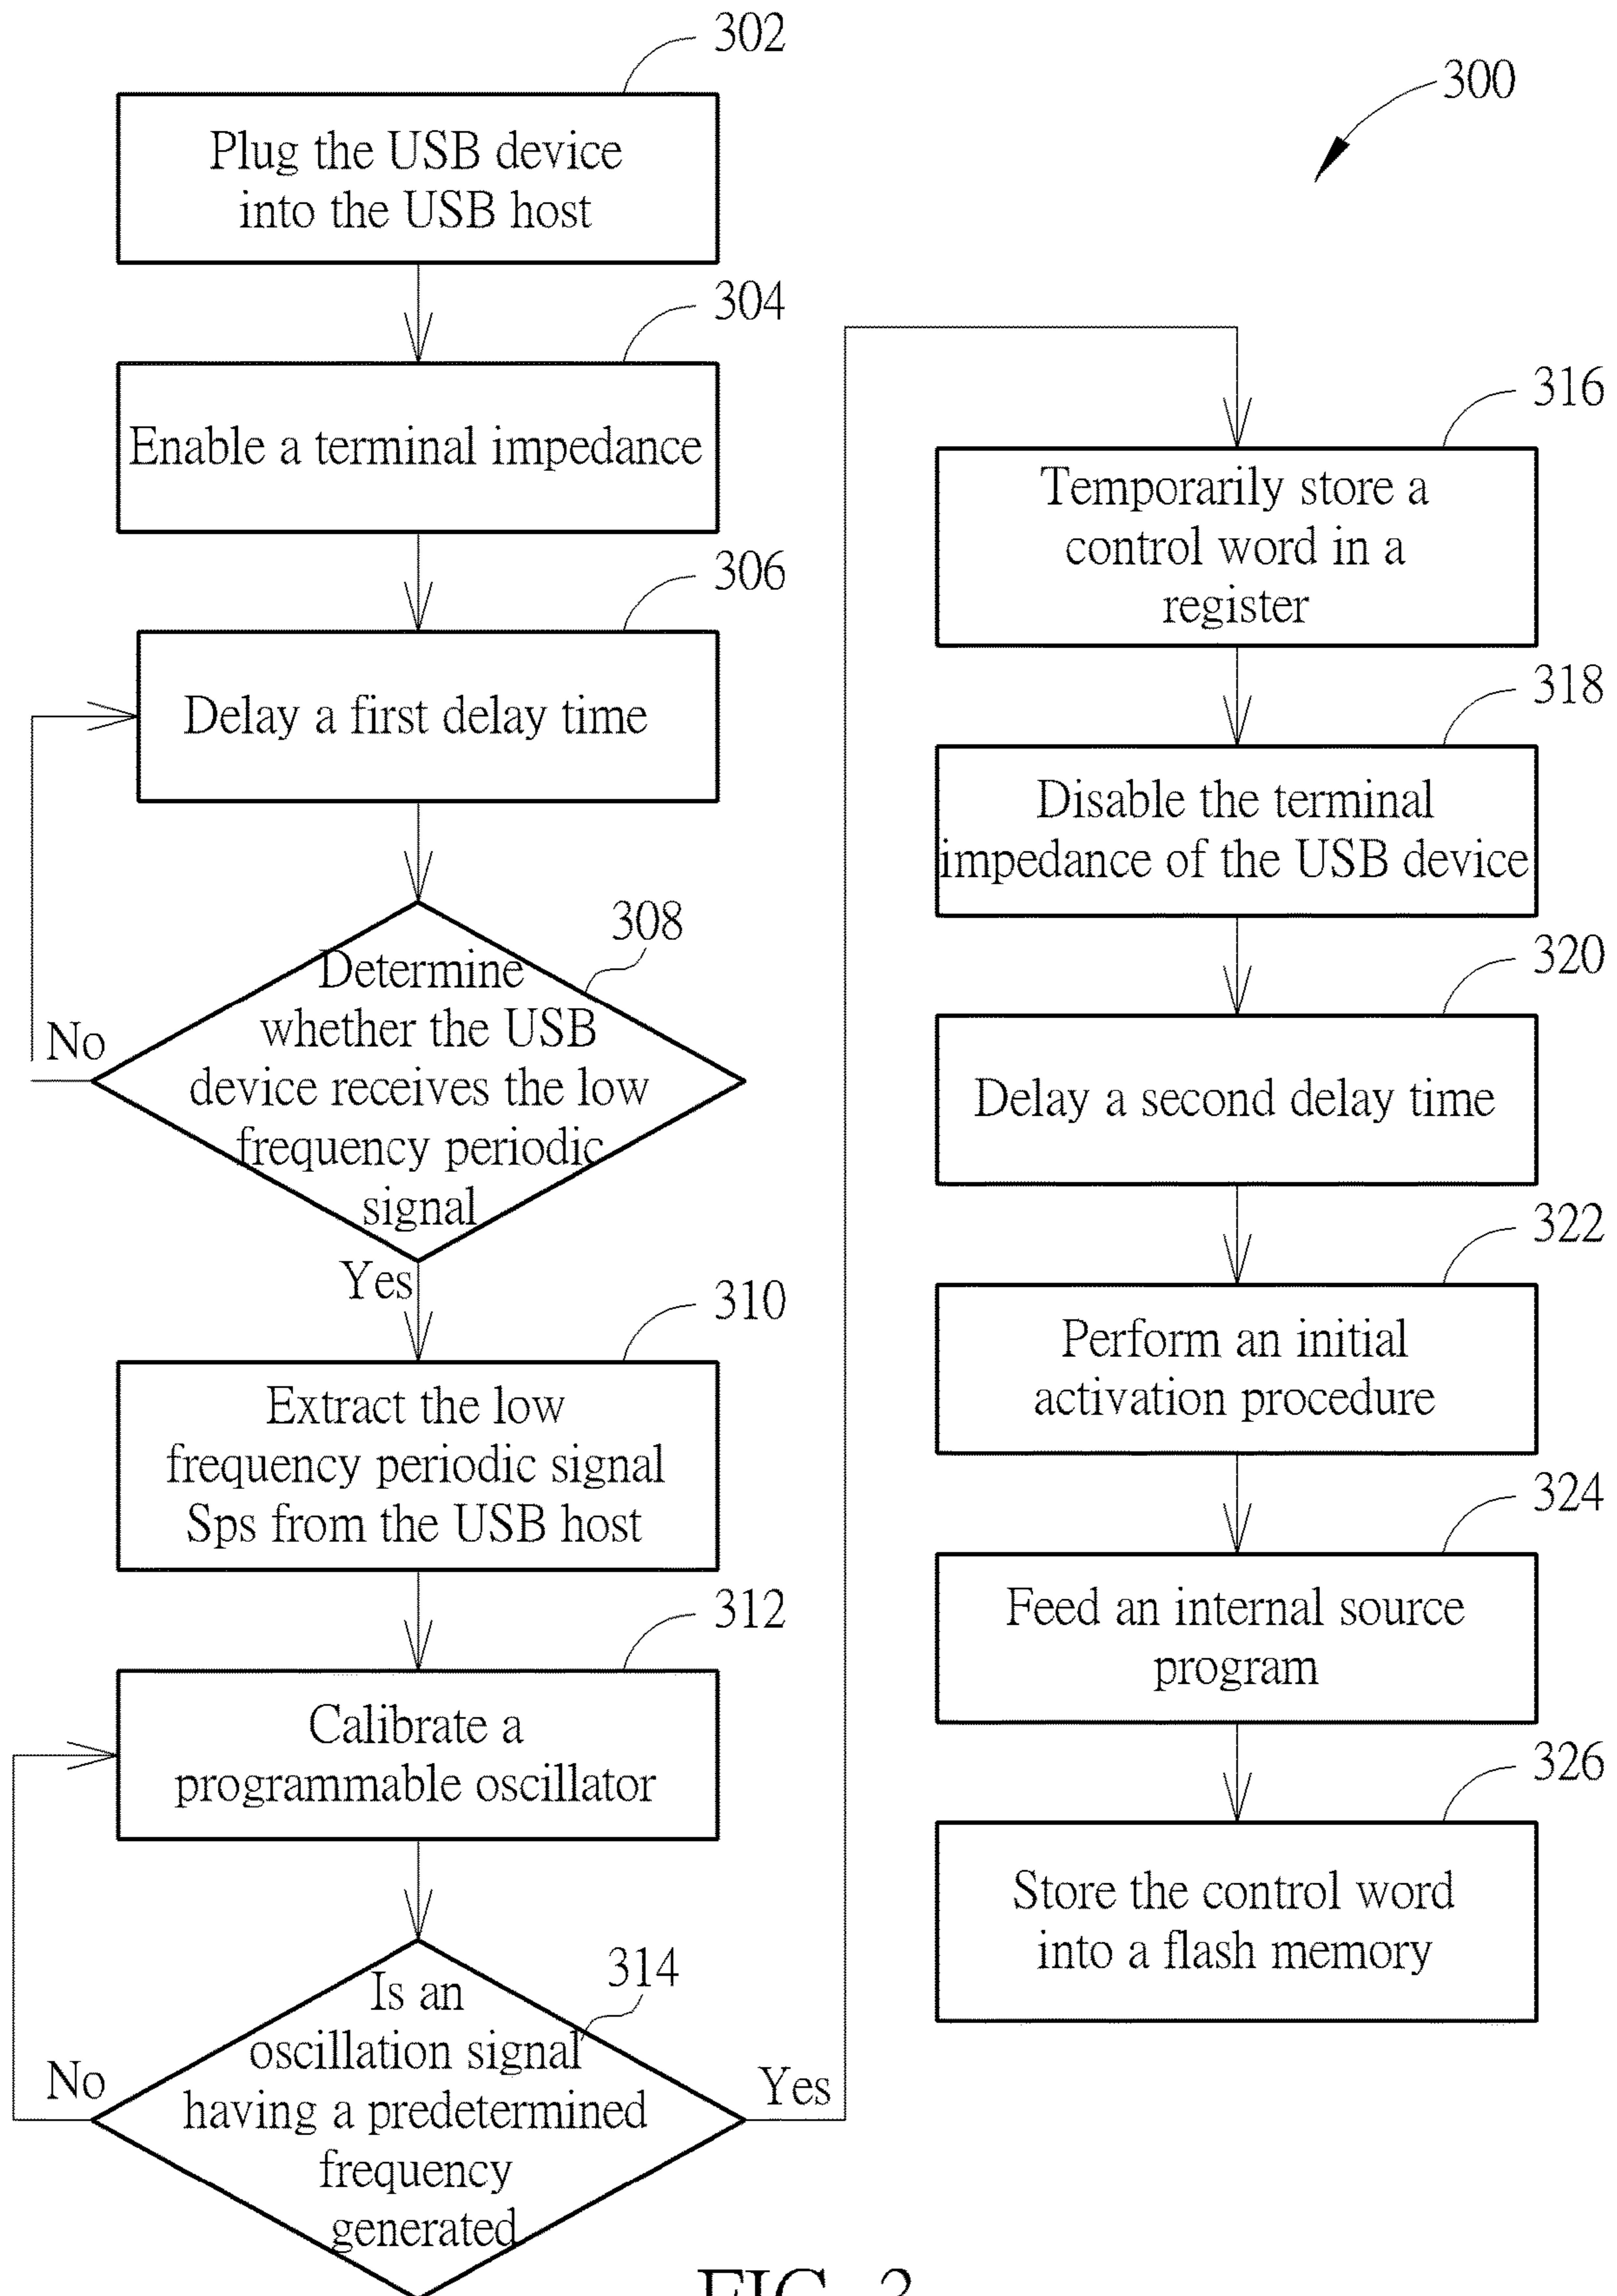 302
Plug the USB device
into the USB host
304
Enable a terminal impedance
306
Delay a first delay time
308
Determine
whether the USB
device receives the low
frequency periodic
signal
No
Yes
310
Extract the low
frequency periodic signal
Sps from the USB host
312
Calibrate a
programmable oscillator
314
Is an
oscillation signal
having a predetermined
frequency
generated
No
Yes
300
316
Temporarily store a
control word in a
register
318
Disable the terminal
impedance of the USB device
320
Delay a second delay time
322
Perform an initial
activation procedure
324
Feed an internal source
program
326
Store the control word
into a flash memory